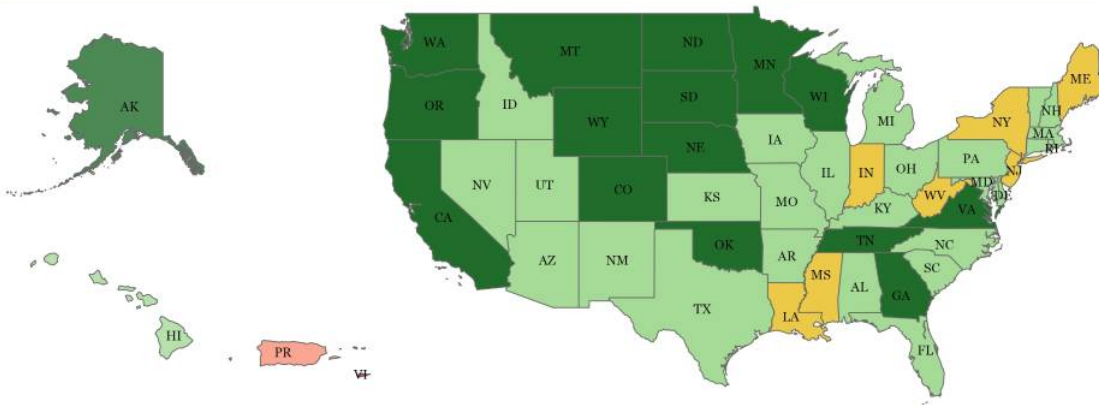 WA
MT
ND
MN
ME
AK
OR
ID
SD
WI
NH
WY
MI
NY
MA
RI
NE
IA
PA
NJ
NV
UT
CO
IL
IN
OH
MD
DE
CA
KS
MO
WV
VA
KY
AZ
NM
OK
AR
TN
NC
SC
MS
AL
GA
TX
LA
HI
FL
PR
VI